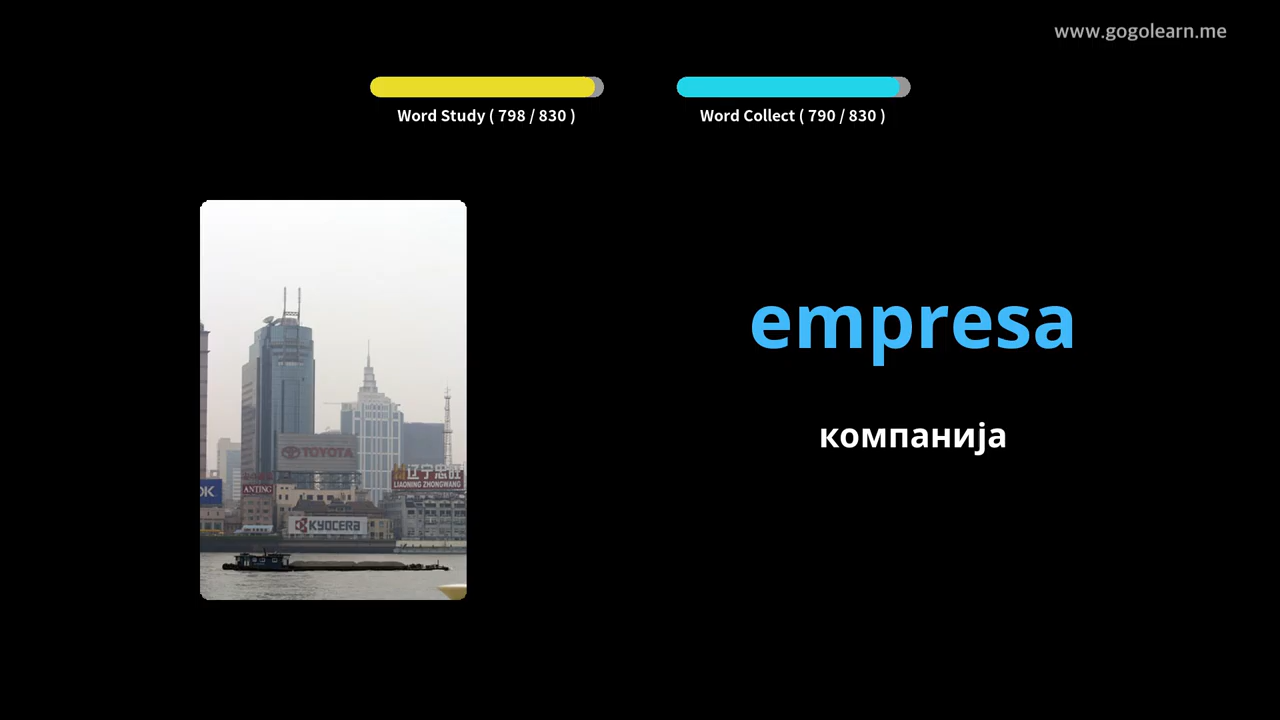 www.gogolearn.me
Word Study ( 798 / 830 )
Word Collect ( 790 / 830 )
empresa
компанија
TOYOTA
辽宁忠旺
LIAONING ZHONGWANG
OK
ANTING
KYOCERA